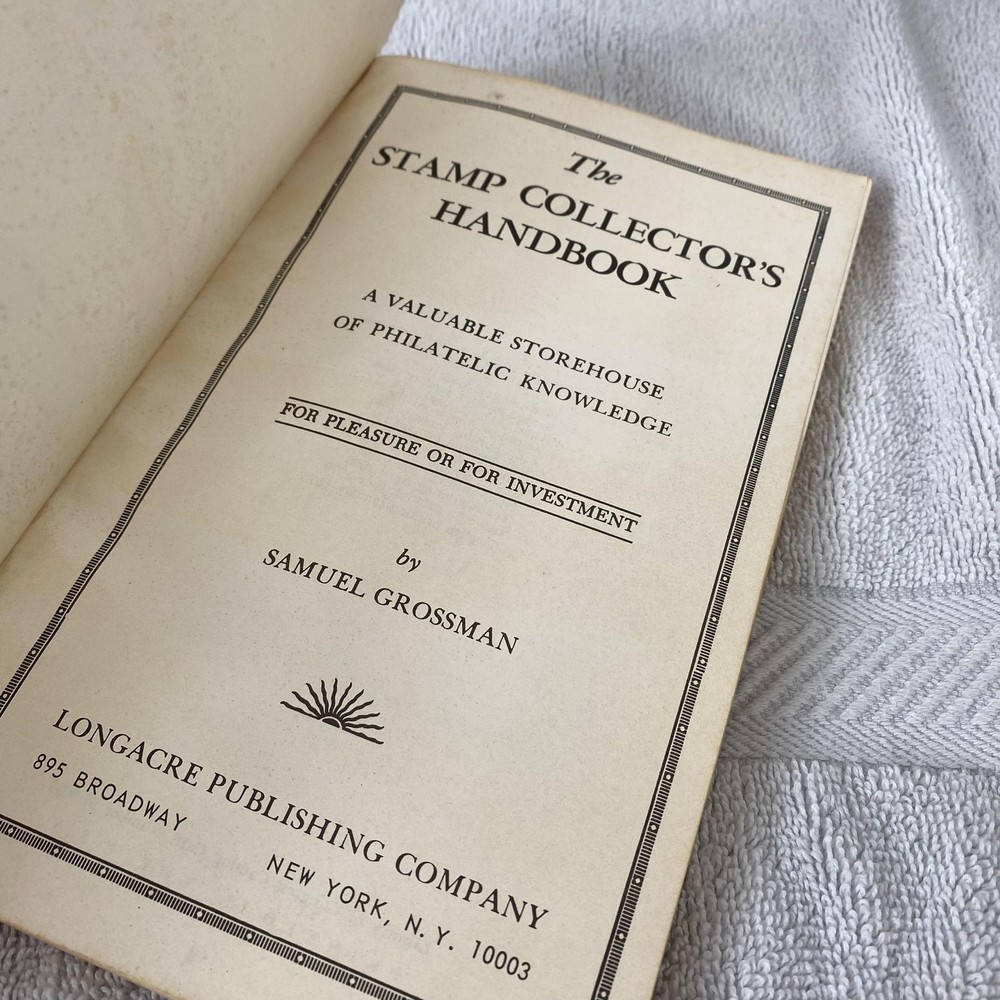 The
STAMP COLLECTOR'S
HANDBOOK
A VALUABLE STOREHOUSE
OF PHILATELIC KNOWLEDGE
FOR PLEASURE OR FOR INVESTMENT
by
SAMUEL GROSSMAN
LONGACRE PUBLISHING COMPANY
895 BROADWAY
NEW YORK, N.Y. 10003